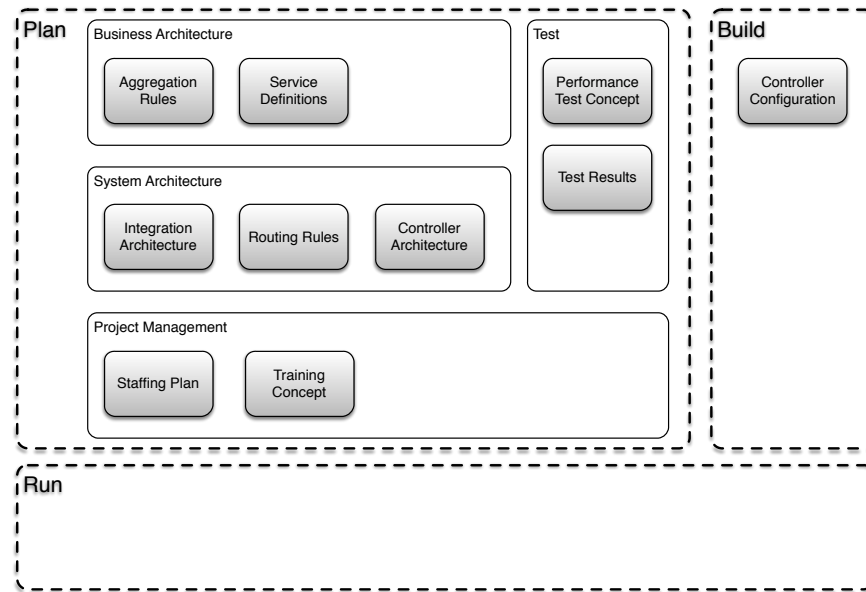 Plan
Business Architecture
Aggregation
Rules
Service
Definitions
System Architecture
Integration
Architecture
Routing Rules
Controller
Architecture
Project Management
Staffing Plan
Training
Concept
Test
Performance
Test Concept
Test Results
Build
Controller
Configuration
Run